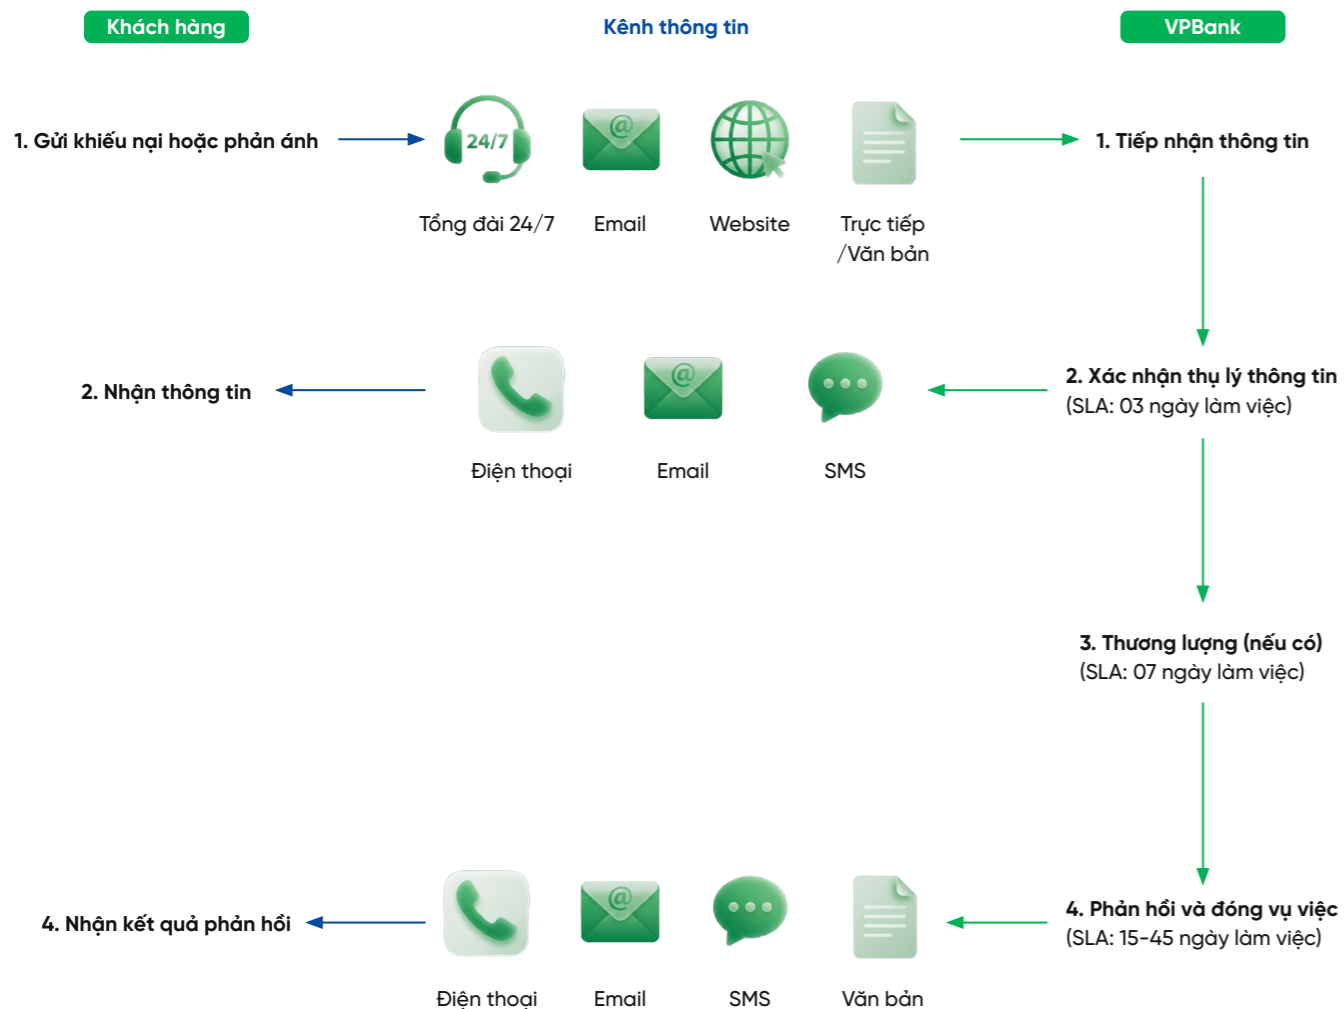 Khách hàng
Kênh thông tin
VPBank
1. Gửi khiếu nại hoặc phản ánh
24/7
@
1. Tiếp nhận thông tin
Tổng đài 24/7
Email
Website
Trực tiếp
/Văn bản
2. Nhận thông tin
@
2. Xác nhận thụ lý thông tin
(SLA: 03 ngày làm việc)
Điện thoại
Email
SMS
3. Thương lượng (nếu có)
(SLA: 07 ngày làm việc)
4. Nhận kết quả phản hồi
@
4. Phản hồi và đóng vụ việc
(SLA: 15-45 ngày làm việc)
Điện thoại
Email
SMS
Văn bản